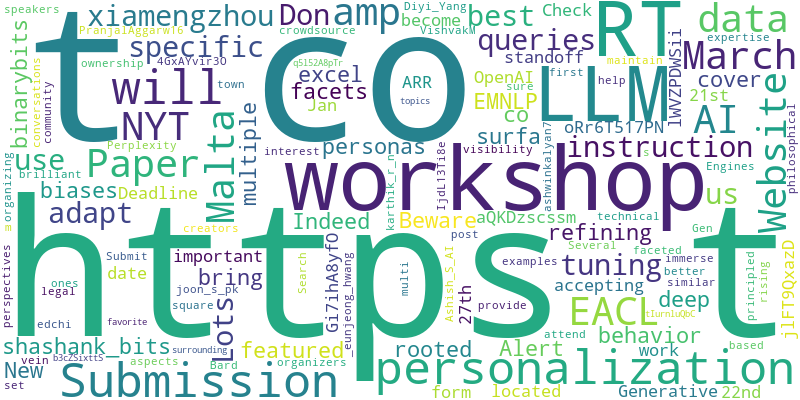 t co RT
xiamengzhou Don amp best Check data
Diyi_Yang become crowdsource VishvakM
speakers
PranjalAggarw16
specific queries March
ownership 4GxAYvir3O standoff
binarybits conversations community
will excel ARR OpenAI cover
town facets q5152A8pTr first help sure expertise maintain
NYT Jan topics EMNLP LLM 21st AI lWVZPDWSii
Perplexity co oRr6T517PN
use Paper Malta multiple personas surfa instruction Website
organizing interest visibility philosophical
brilliant biases Deadline workshop us
karthik_r_n IjdL13Ti8e ashwinkalyan7
adapt Indeed Beware aQKDzscssm technical
creators refining Several Gen Engines
https t
perspectives Submit date important Gi7ihA8yfO post faceted immerse
legal ones bring Search Ashish_S_AI examples tuning better
joon_s_pk _eunjeong_hwang multi accepting similar principled rising jlFT9QxazD
edchi square 27th provide EACL deep
favorite Lots rooted Alert behavior tIurn1uQbC
shashank_bits featured attend work based
vein b3cZSixttS surrounding aspects
New Submission Bard organizers personalization
set form located Generative 22nd